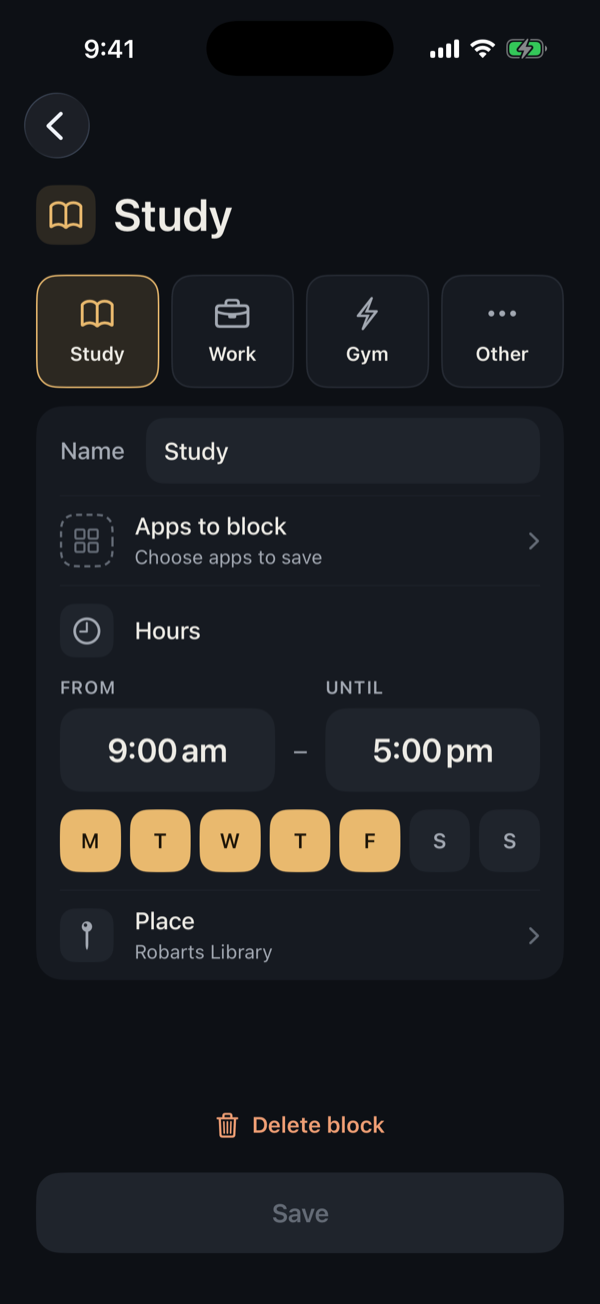 9:41
Study
Study
Work
Gym
Other
Name
Study
Apps to block
Choose apps to save
Hours
FROM
UNTIL
9:00 am
–
5:00 pm
M T W T F S S
Place
Robarts Library
Delete block
Save